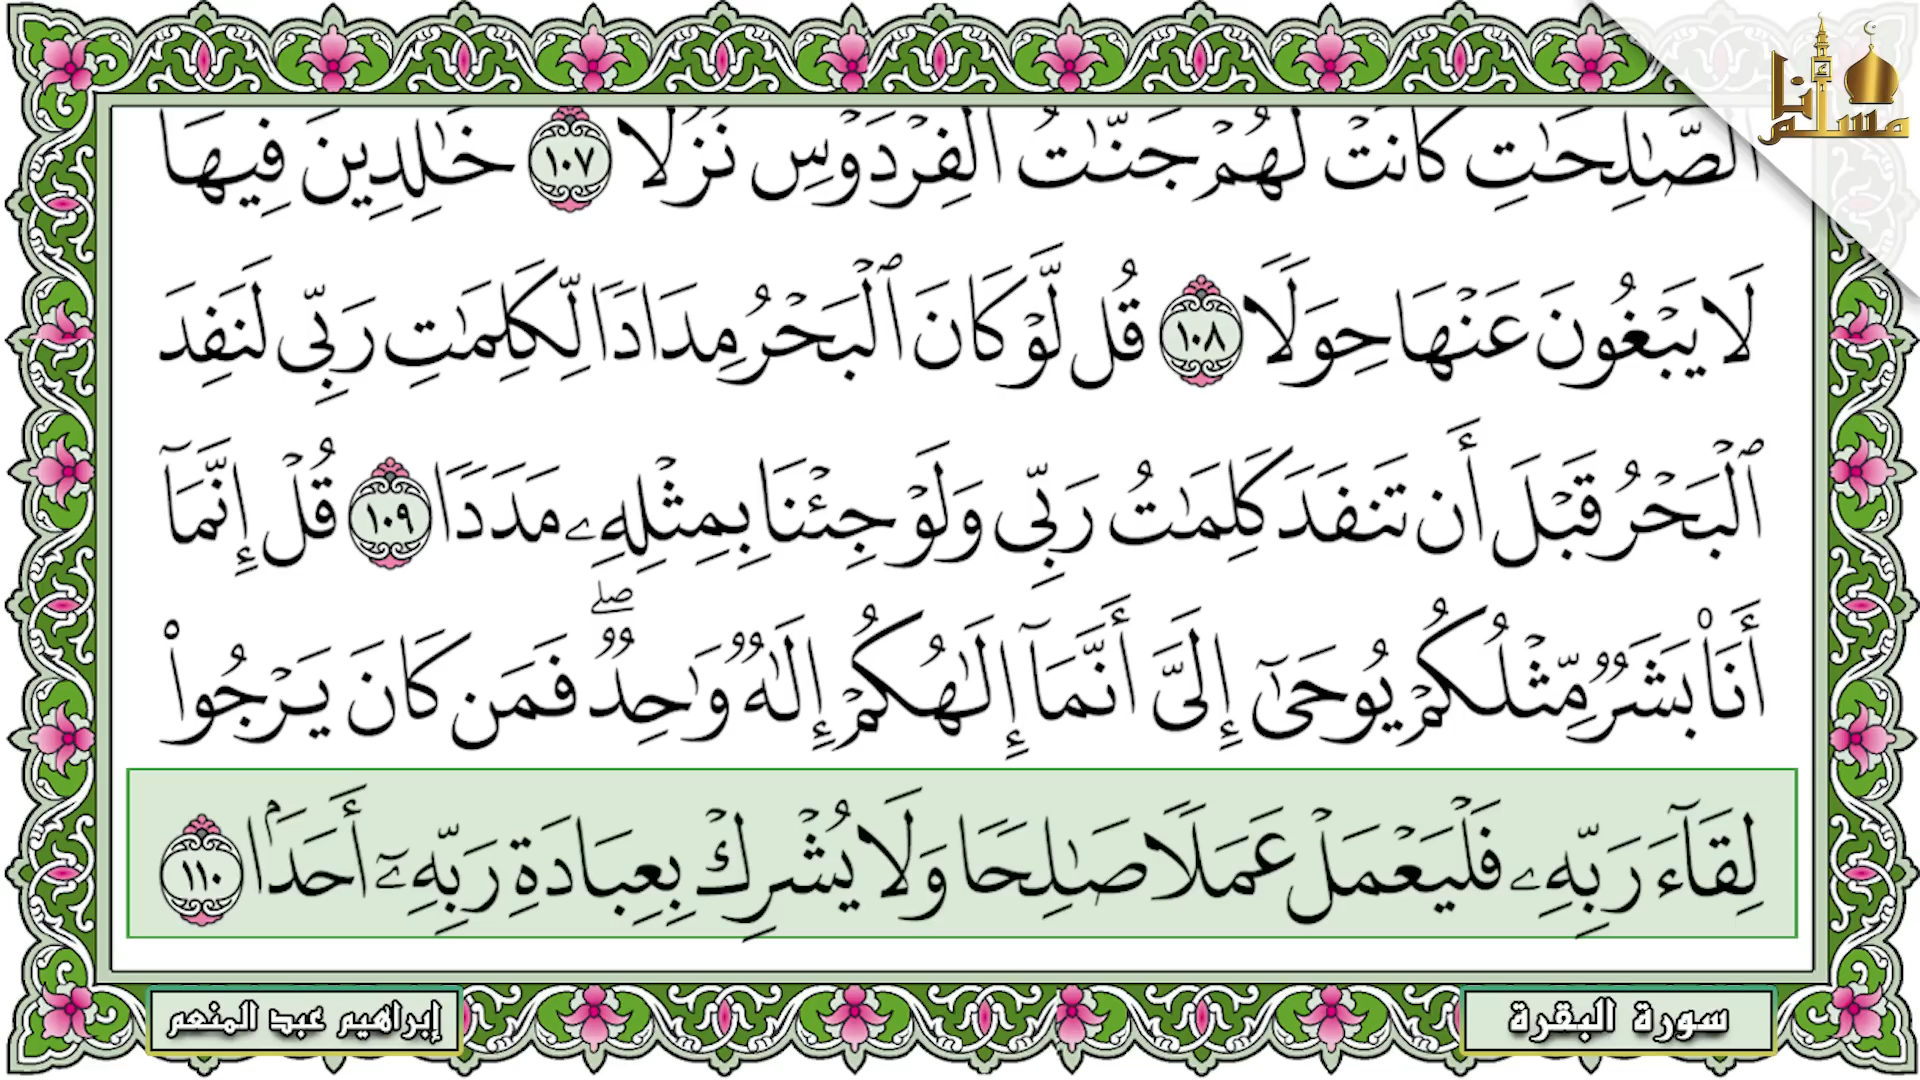 أنا مسلم
ٱلصَّٰلِحَٰتِ كَانَتْ لَهُمْ جَنَّٰتُ ٱلْفِرْدَوْسِ نُزُلًا ١٠٧ خَٰلِدِينَ فِيهَا
لَا يَبْغُونَ عَنْهَا حِوَلًا ١٠٨ قُل لَّوْ كَانَ ٱلْبَحْرُ مِدَادًا لِّكَلِمَٰتِ رَبِّى لَنَفِدَ
ٱلْبَحْرُ قَبْلَ أَن تَنفَدَ كَلِمَٰتُ رَبِّى وَلَوْ جِئْنَا بِمِثْلِهِۦ مَدَدًا ١٠٩ قُلْ إِنَّمَآ
أَنَا۠ بَشَرٌ مِّثْلُكُمْ يُوحَىٰٓ إِلَىَّ أَنَّمَآ إِلَٰهُكُمْ إِلَٰهٌ وَٰحِدٌ ۖ فَمَن كَانَ يَرْجُوا۟
لِقَآءَ رَبِّهِۦ فَلْيَعْمَلْ عَمَلًا صَٰلِحًا وَلَا يُشْرِكْ بِعِبَادَةِ رَبِّهِۦٓ أَحَدًۢا ١١٠
سورة البقرة
إبراهيم عبد المنعم